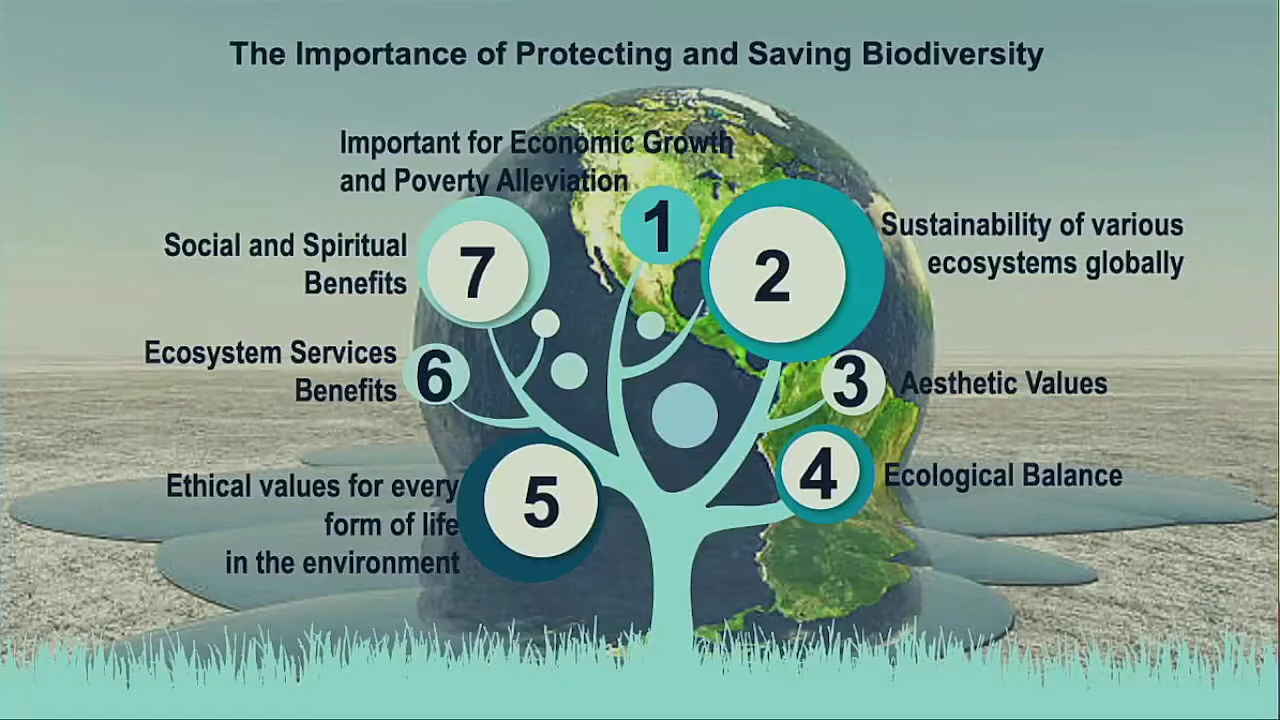 The Importance of Protecting and Saving Biodiversity
1
Important for Economic Growth
and Poverty Alleviation
2
Sustainability of various
ecosystems globally
3
Aesthetic Values
4
Ecological Balance
5
Ethical values for every
form of life
in the environment
6
Ecosystem Services
Benefits
7
Social and Spiritual
Benefits